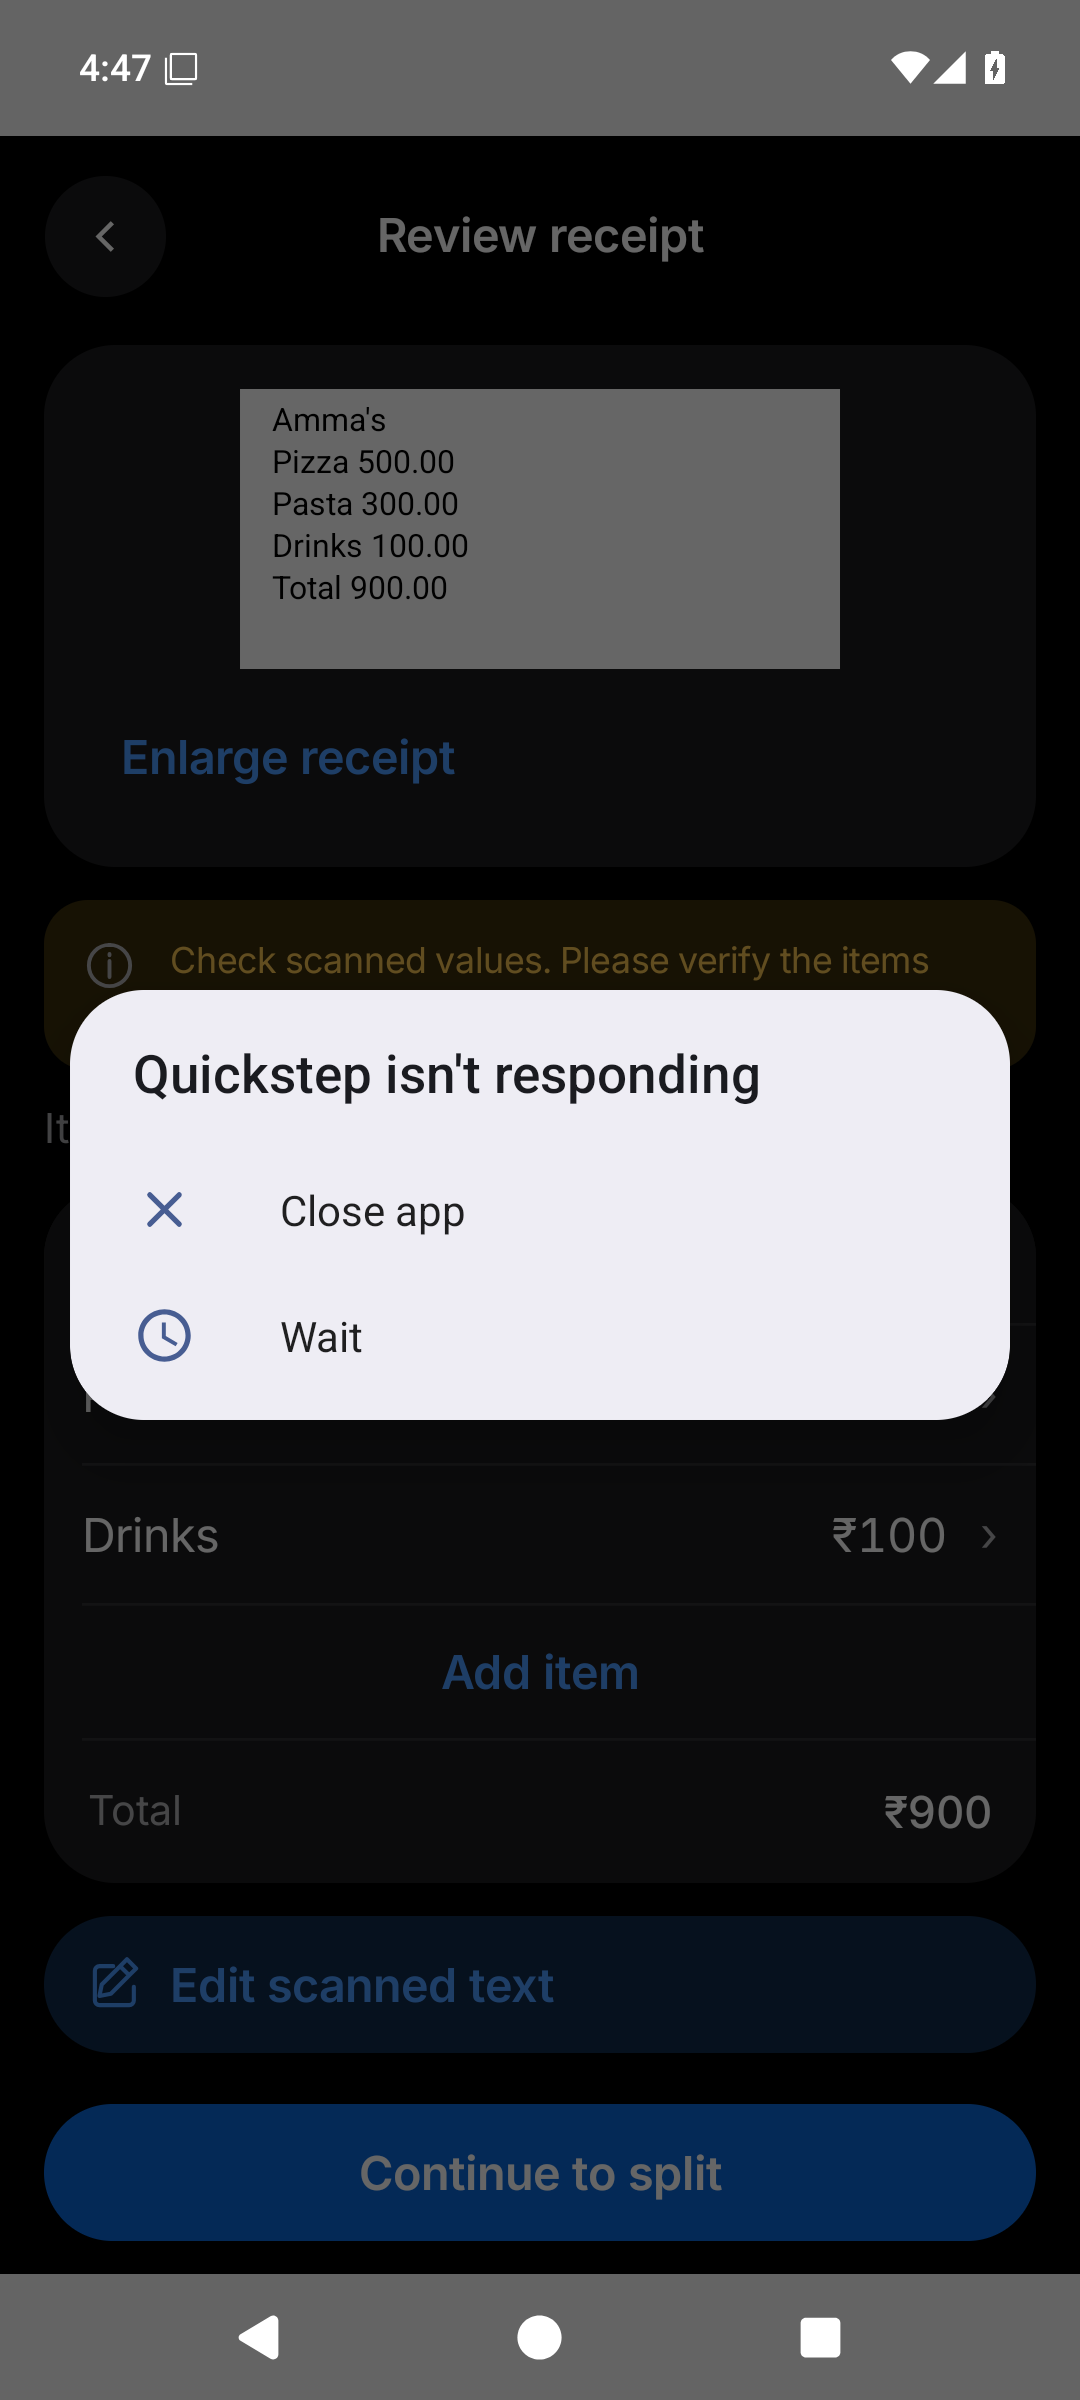 4:47
Review receipt
Amma's
Pizza 500.00
Pasta 300.00
Drinks 100.00
Total 900.00
Enlarge receipt
Check scanned values. Please verify the items
Quickstep isn't responding
Close app
Wait
Drinks ₹100
Add item
Total ₹900
Edit scanned text
Continue to split